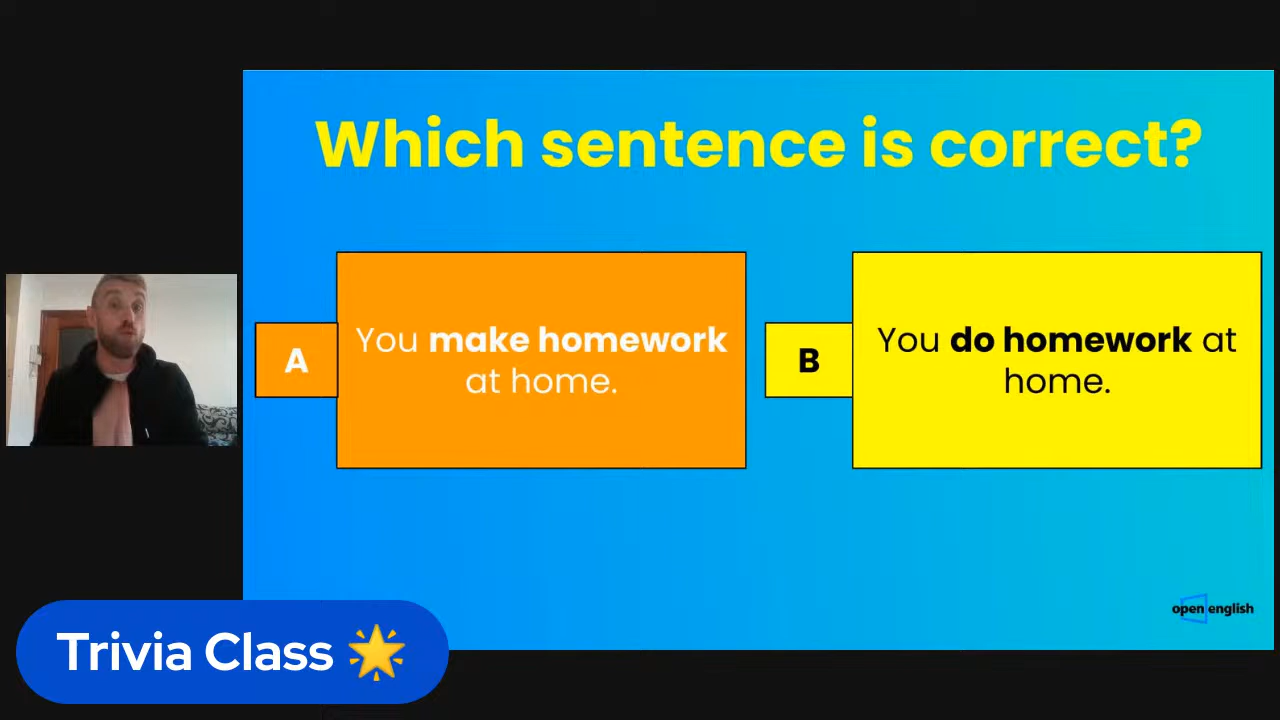 Which sentence is correct?
A
You make homework
at home.
B
You do homework at
home.
open english
Trivia Class 🌟